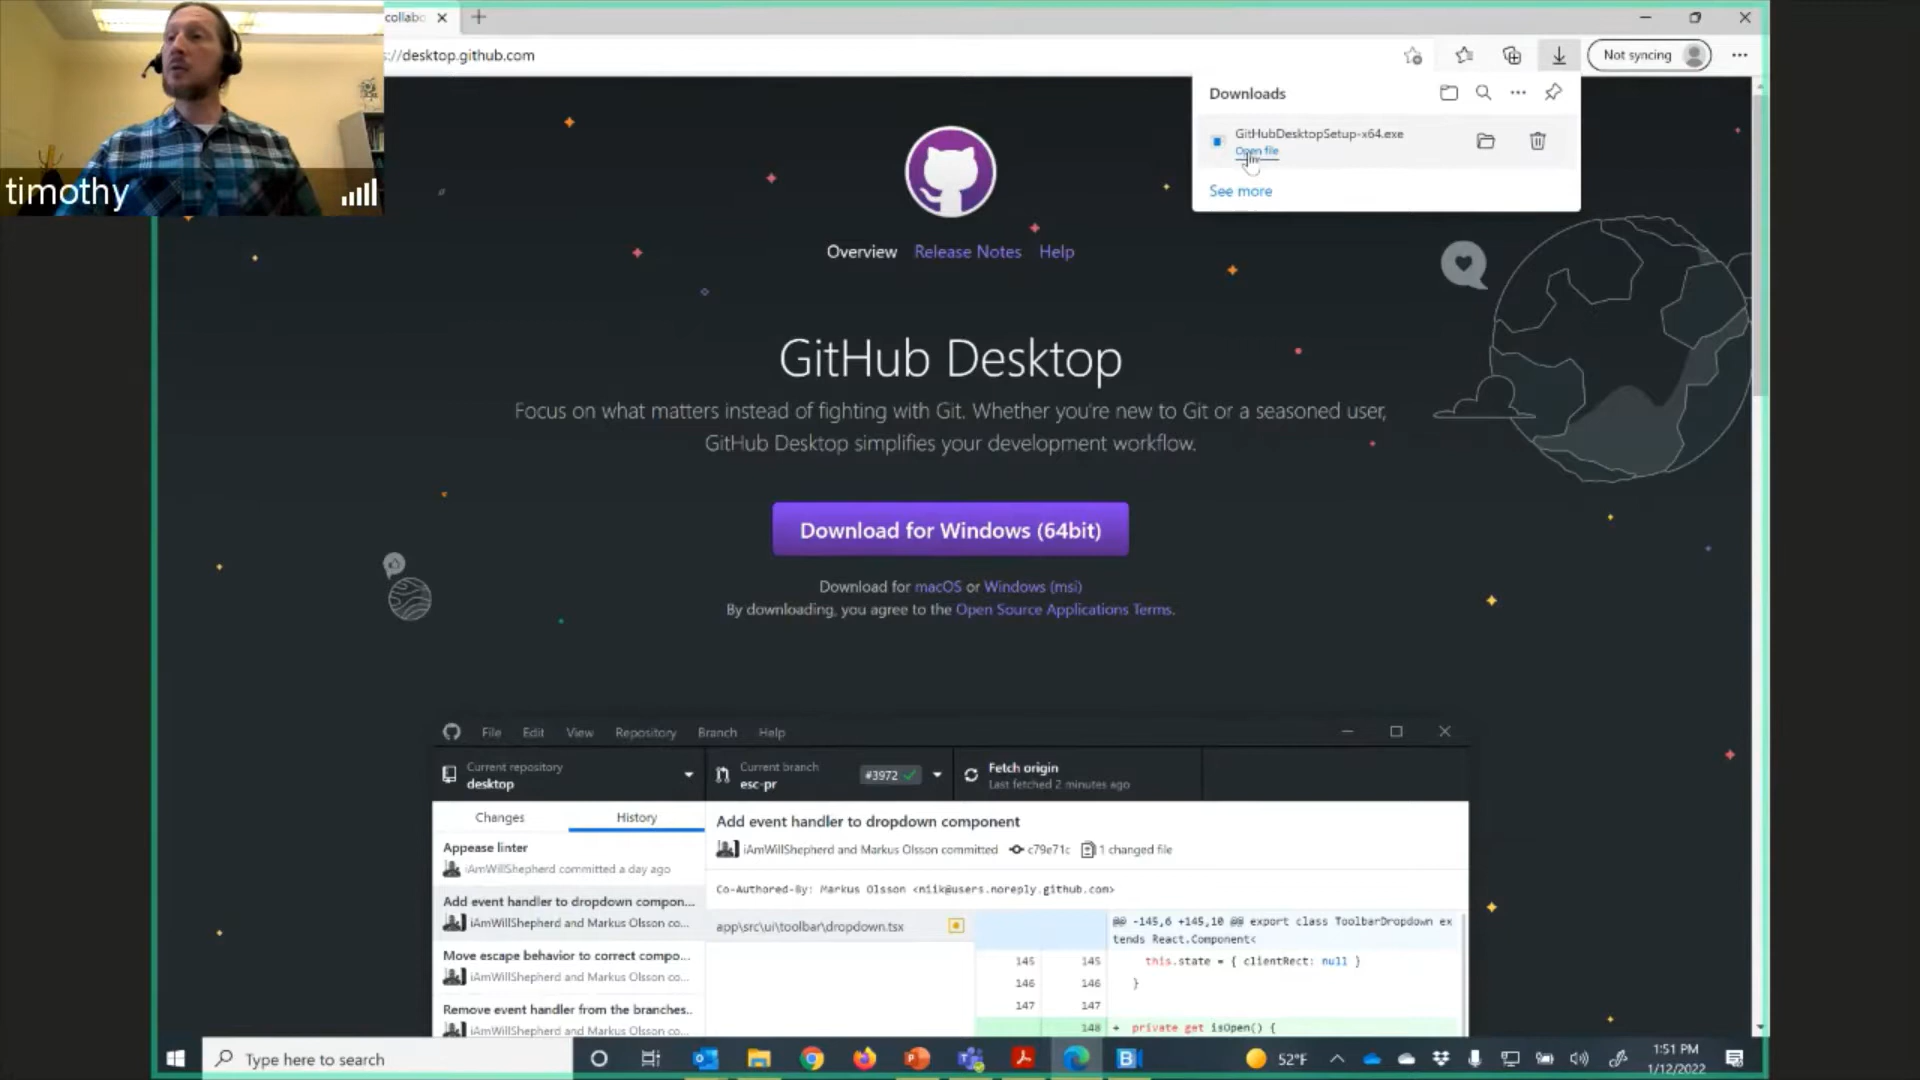 collabo
://desktop.github.com
Not syncing
Downloads
GitHubDesktopSetup-x64.exe
Open file
See more
timothy
Overview
Release Notes
Help
GitHub Desktop
Focus on what matters instead of fighting with Git. Whether you're new to Git or a seasoned user,
GitHub Desktop simplifies your development workflow.
Download for Windows (64bit)
Download for macOS or Windows (msi)
By downloading, you agree to the Open Source Applications Terms.
File Edit View Repository Branch Help
Current repository
desktop
Current branch
esc-pr
#3972
Fetch origin
Last fetched 2 minutes ago
Changes
History
Appease linter
iAmWillShepherd committed a day ago
Add event handler to dropdown compon...
iAmWillShepherd and Markus Olsson co...
Move escape behavior to correct compo...
iAmWillShepherd and Markus Olsson co...
Remove event handler from the branches..
iAmWillShepherd and Markus Olsson co...
Add event handler to dropdown component
iAmWillShepherd and Markus Olsson committed
c79e71c
1 changed file
Co-Authored-By: Markus Olsson <niik@users.noreply.github.com>
app\src\ui\toolbar\dropdown.tsx
@@ -145,6 +145,10 @@ export class ToolbarDropdown ex
tends React.Component<
145 145 this.state = { clientRect: null }
146 146 }
147 147
148 + private get isOpen() {
Type here to search
52°F
1:51 PM
1/12/2022